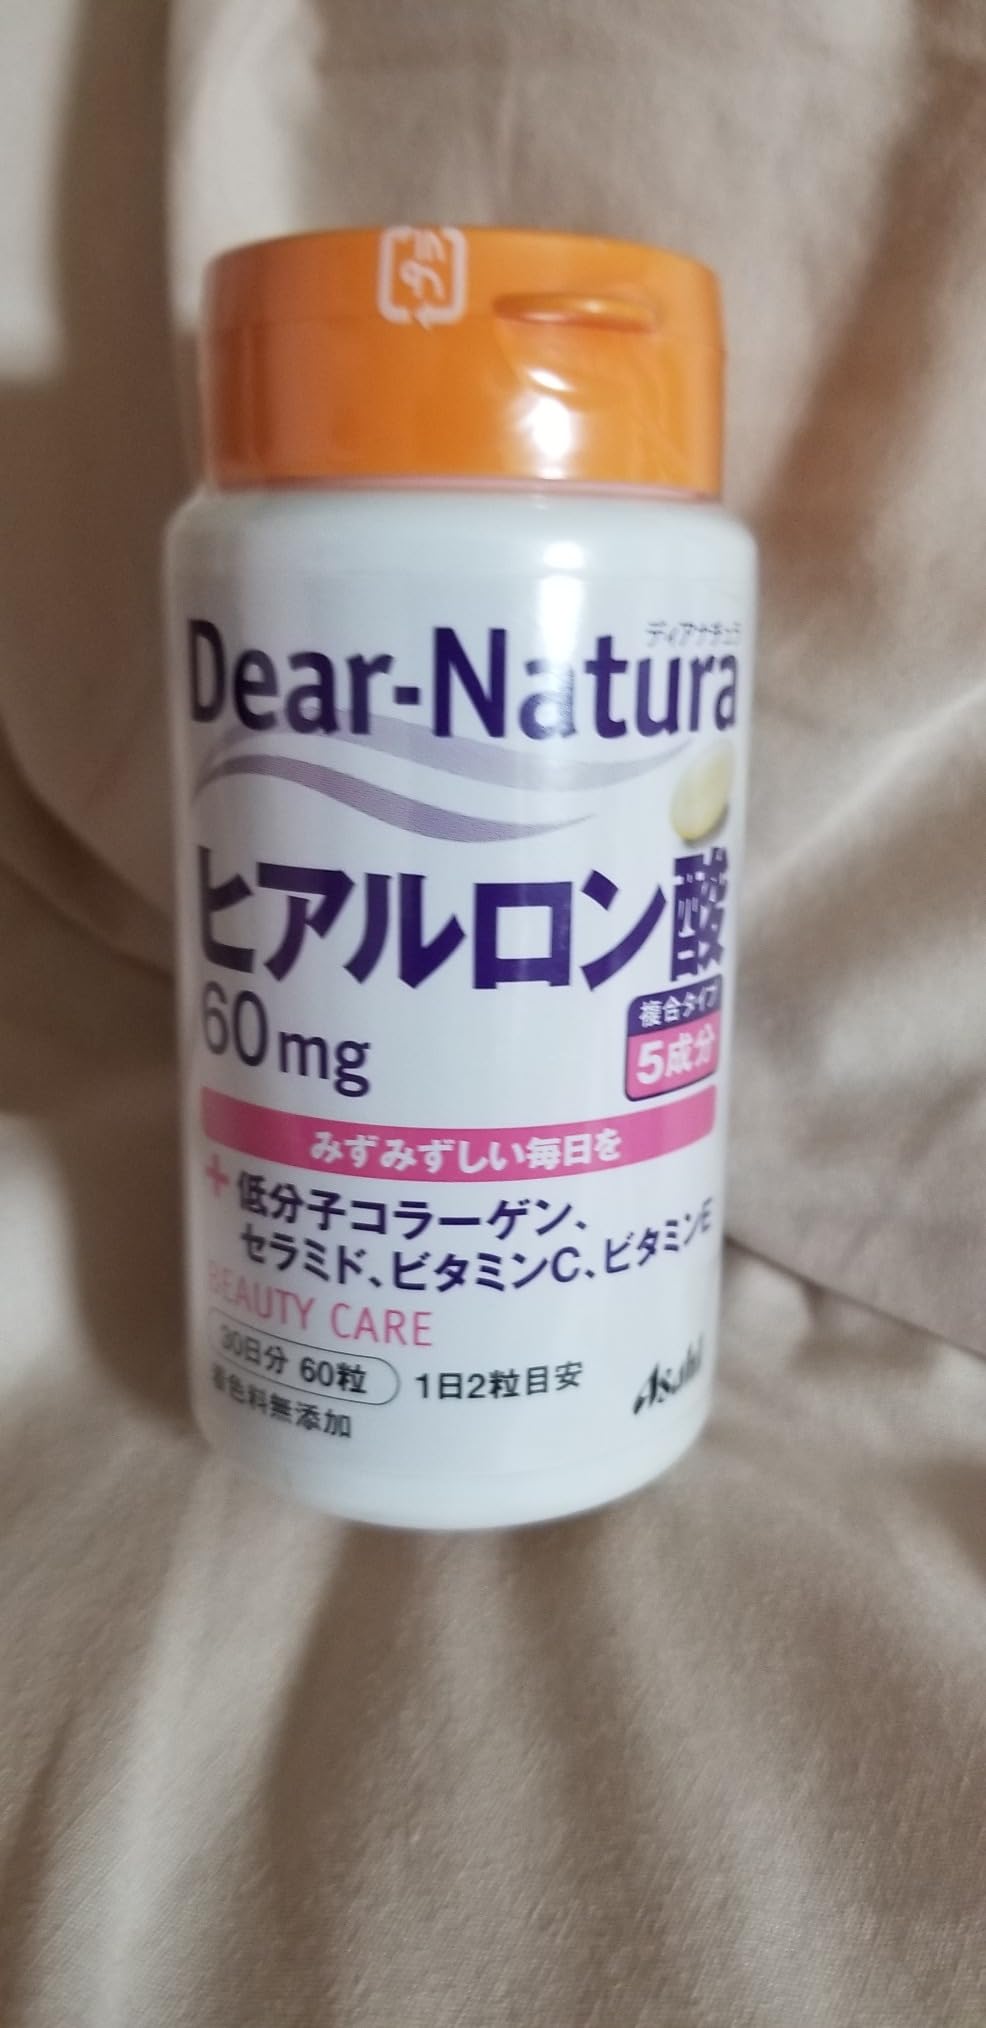 プラ
ディアナチュラ
Dear-Natura
ヒアルロン酸
60mg
複合タイプ
5成分
みずみずしい毎日を
+低分子コラーゲン、
セラミド、ビタミンC、ビタミンE
BEAUTY CARE
30日分 60粒 1日2粒目安
着色料無添加
Asahi